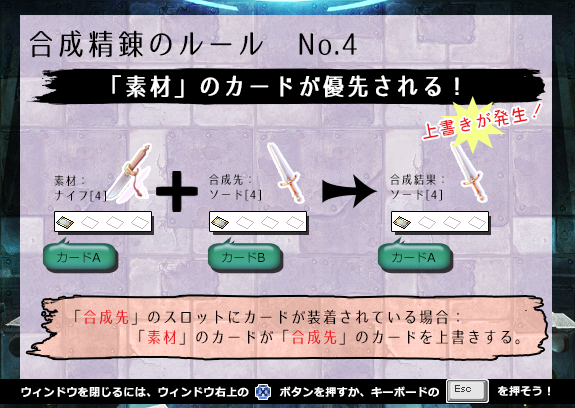 合成精錬のルール　No.4
「素材」のカードが優先される！
上書きが発生！
素材：
ナイフ[4]
合成先：
ソード[4]
合成結果：
ソード[4]
カードA
カードB
カードA
「合成先」のスロットにカードが装着されている場合：
「素材」のカードが「合成先」のカードを上書きする。
ウィンドウを閉じるには、ウィンドウ右上の ボタンを押すか、キーボードの Esc を押そう！